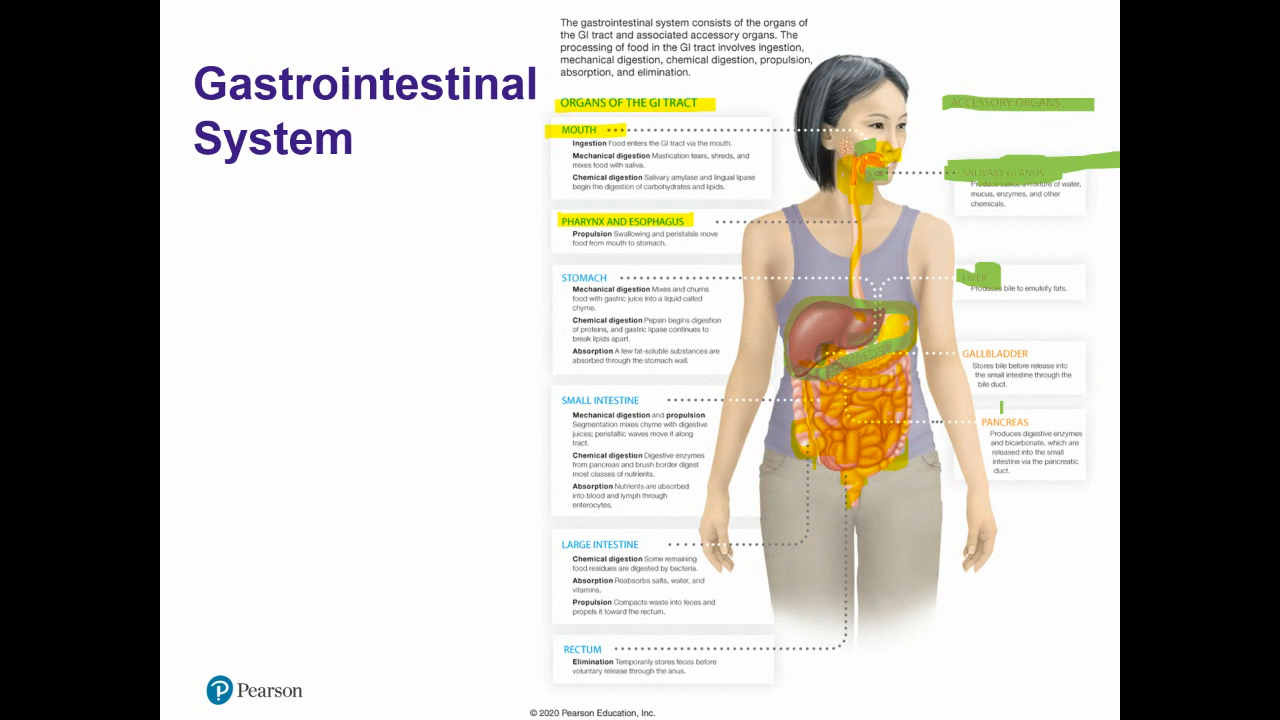 Gastrointestinal
System
The gastrointestinal system consists of the organs of
the GI tract and associated accessory organs. The
processing of food in the GI tract involves ingestion,
mechanical digestion, chemical digestion, propulsion,
absorption, and elimination.
ORGANS OF THE GI TRACT
MOUTH
Ingestion Food enters the GI tract via the mouth.
Mechanical digestion Mastication tears, shreds, and
mixes food with saliva.
Chemical digestion Salivary amylase and lingual lipase
begin the digestion of carbohydrates and lipids.
PHARYNX AND ESOPHAGUS
Propulsion Swallowing and peristalsis move
food from mouth to stomach.
STOMACH
Mechanical digestion Mixes and churns
food with gastric juice into a liquid called
chyme.
Chemical digestion Pepsin begins digestion
of proteins, and gastric lipase continues to
break lipids apart.
Absorption A few fat-soluble substances are
absorbed through the stomach wall.
SMALL INTESTINE
Mechanical digestion and propulsion
Segmentation mixes chyme with digestive
juices; peristaltic waves move it along
tract.
Chemical digestion Digestive enzymes
from pancreas and brush border digest
most classes of nutrients.
Absorption Nutrients are absorbed
into blood and lymph through
enterocytes.
LARGE INTESTINE
Chemical digestion Some remaining
food residues are digested by bacteria.
Absorption Reabsorbs salts, water, and
vitamins.
Propulsion Compacts waste into feces and
propels it toward the rectum.
RECTUM
Elimination Temporarily stores feces before
voluntary release through the anus.
ACCESSORY ORGANS
SALIVARY GLANDS
Produce saliva, a mixture of water,
mucus, enzymes, and other
chemicals.
LIVER
Produces bile to emulsify fats.
GALLBLADDER
Stores bile before release into
the small intestine through the
bile duct.
PANCREAS
Produces digestive enzymes
and bicarbonate, which are
released into the small
intestine via the pancreatic
duct.
Pearson
© 2020 Pearson Education, Inc.